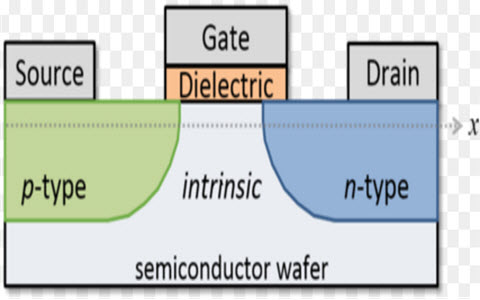 Gate
Source
Dielectric
Drain
x
p-type
intrinsic
n-type
semiconductor wafer